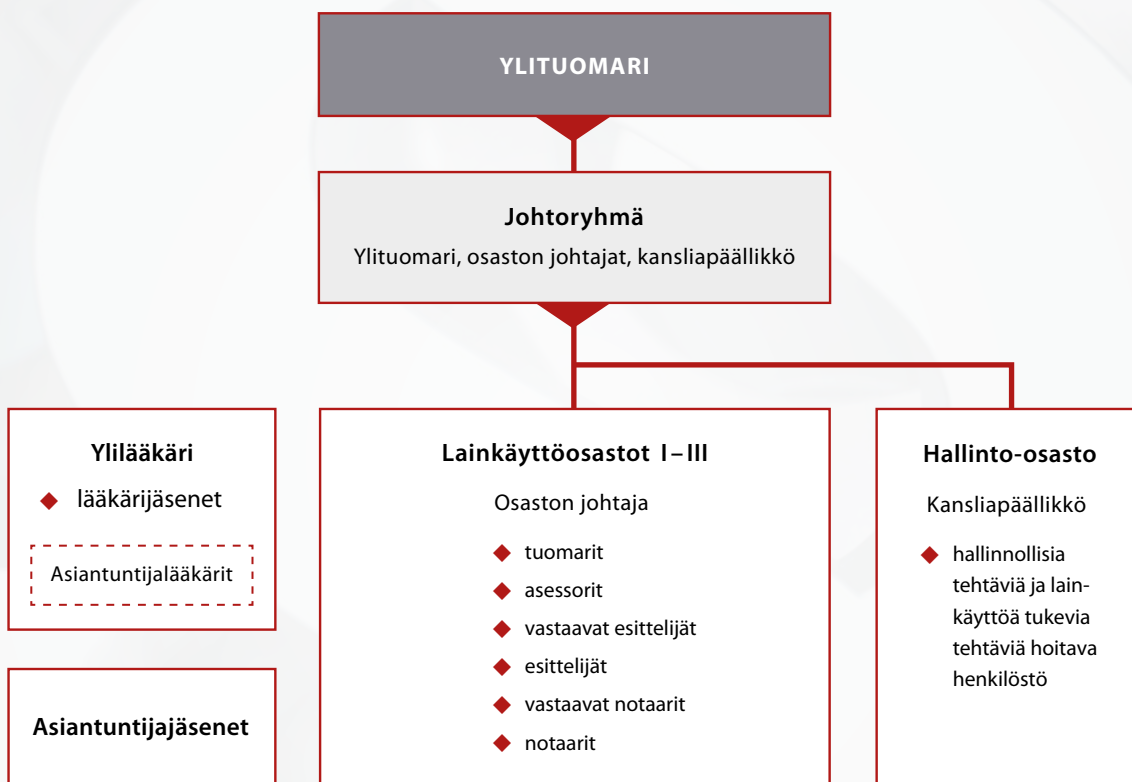 YLITUOMARI
Johtoryhmä
Ylituomari, osaston johtajat, kansliapäällikkö
Ylilääkäri
lääkärijäsenet
Asiantuntijalääkärit
Asiantuntijajäsenet
Lainkäyttöosastot I–III
Osaston johtaja
tuomarit
asessorit
vastaavat esittelijät
esittelijät
vastaavat notaarit
notaarit
Hallinto-osasto
Kansliapäällikkö
hallinnollisia
tehtäviä ja lain-
käyttöä tukevia
tehtäviä hoitava
henkilöstö